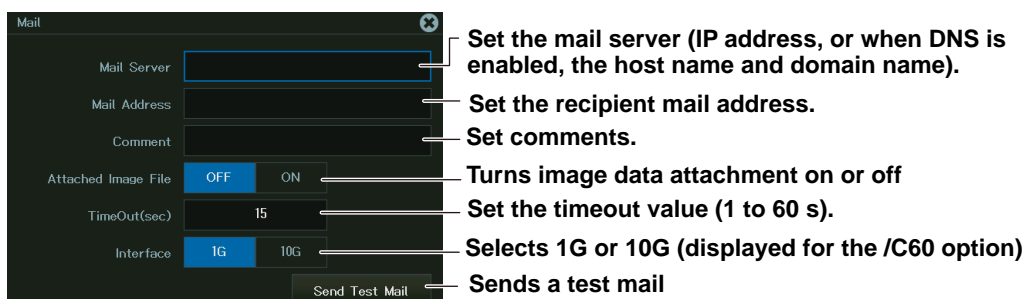 Mail
Mail Server
Set the mail server (IP address, or when DNS is
enabled, the host name and domain name).
Mail Address
Set the recipient mail address.
Comment
Set comments.
Attached Image File OFF ON
Turns image data attachment on or off
TimeOut(sec) 15
Set the timeout value (1 to 60 s).
Interface 1G 10G
Selects 1G or 10G (displayed for the /C60 option)
Send Test Mail
Sends a test mail